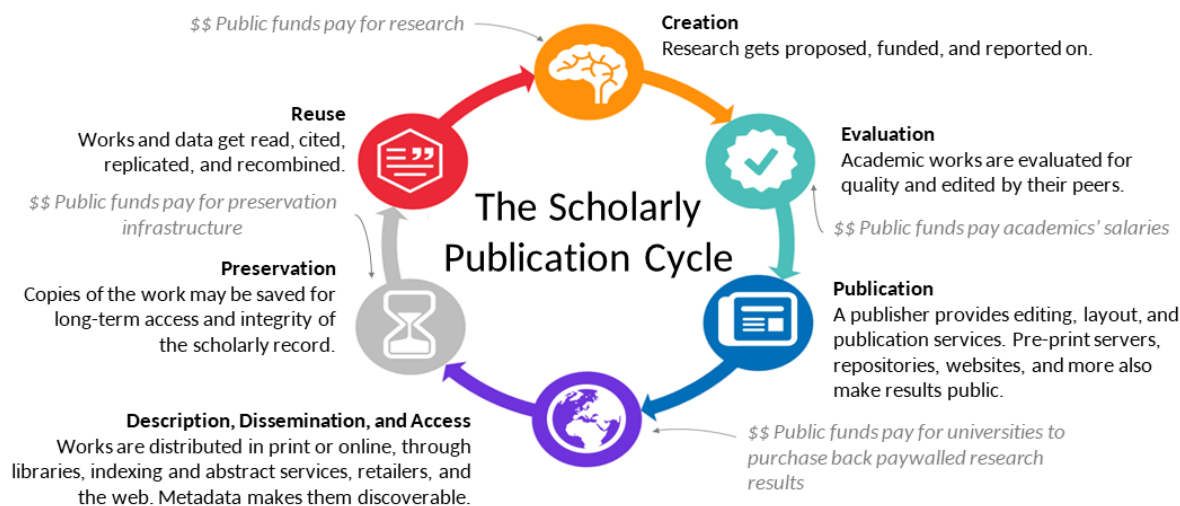 $$ Public funds pay for research
Creation
Research gets proposed, funded, and reported on.
Reuse
Works and data get read, cited,
replicated, and recombined.
Evaluation
Academic works are evaluated for
quality and edited by their peers.
$$ Public funds pay for preservation
infrastructure
The Scholarly
Publication Cycle
$$ Public funds pay academics' salaries
Preservation
Copies of the work may be saved for
long-term access and integrity of
the scholarly record.
Publication
A publisher provides editing, layout, and
publication services. Pre-print servers,
repositories, websites, and more also
make results public.
Description, Dissemination, and Access
Works are distributed in print or online, through
libraries, indexing and abstract services, retailers, and
the web. Metadata makes them discoverable.
$$ Public funds pay for universities to
purchase back paywalled research
results